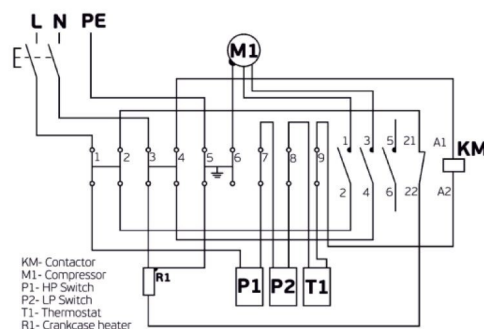 L N PE
M1
1 2 3 4 5 6 7 8 9
1 3 5 21 A1
KM
2 4 6 22 A2
R1
P1 P2 T1
KM- Contactor
M1- Compressor
P1- HP Switch
P2- LP Switch
T1- Thermostat
R1- Crankcase heater